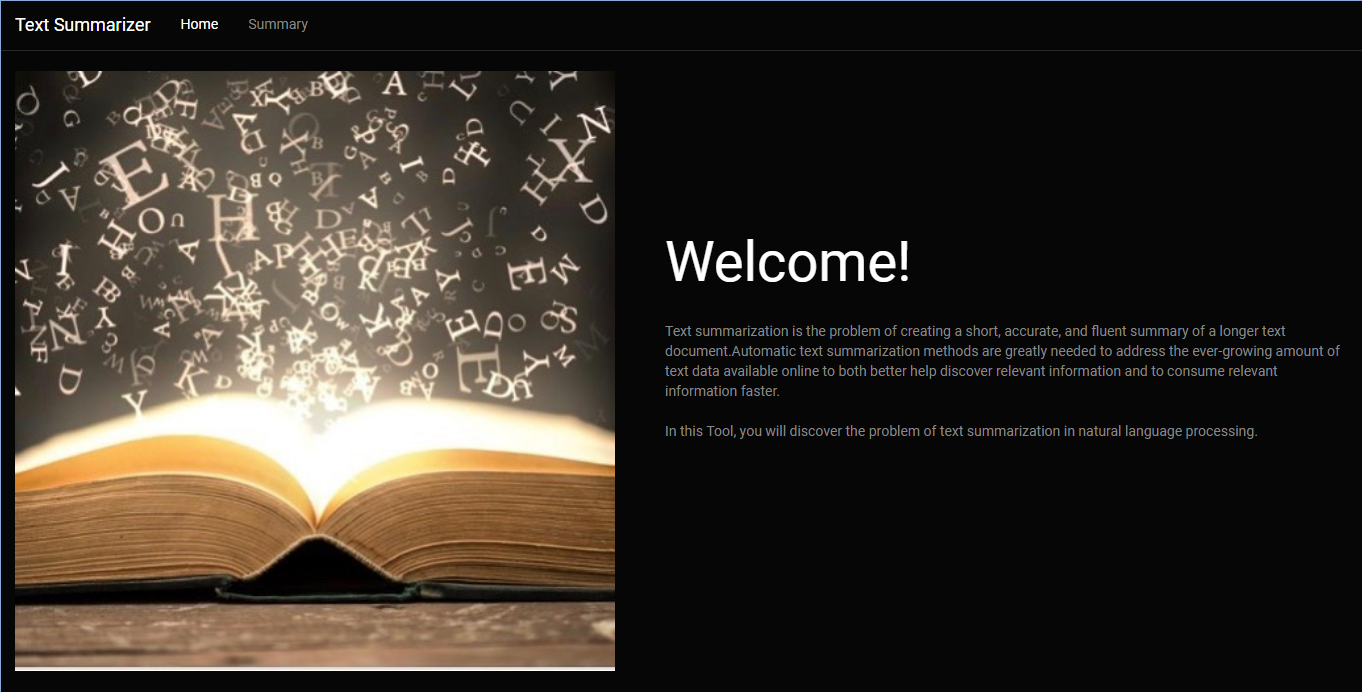 Text Summarizer Home Summary
Welcome!
Text summarization is the problem of creating a short, accurate, and fluent summary of a longer text
document.Automatic text summarization methods are greatly needed to address the ever-growing amount of
text data available online to both better help discover relevant information and to consume relevant
information faster.
In this Tool, you will discover the problem of text summarization in natural language processing.